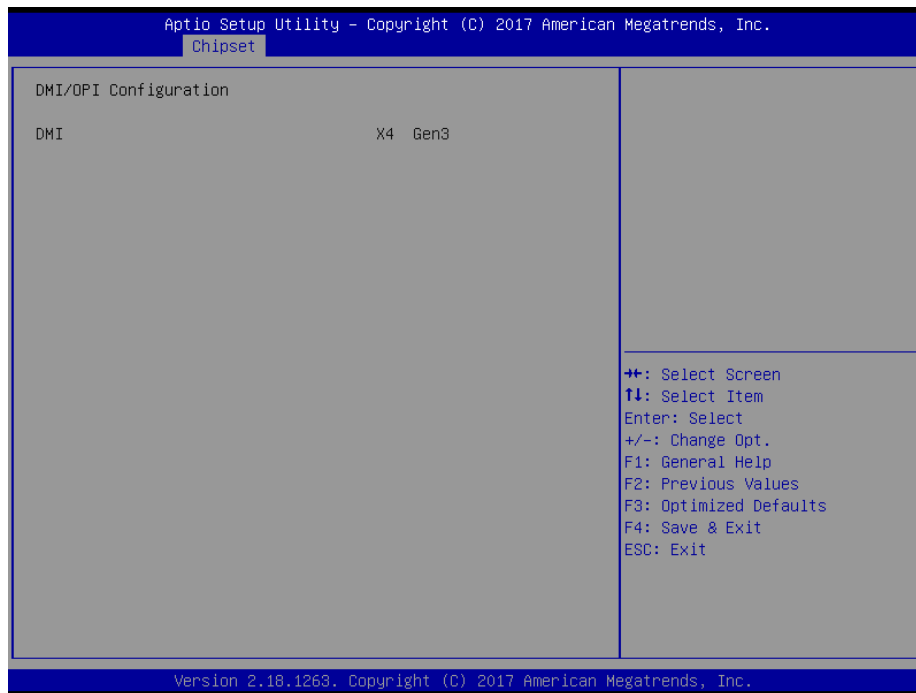 Aptio Setup Utility – Copyright (C) 2017 American Megatrends, Inc.
Chipset
DMI/OPI Configuration
DMI X4 Gen3
→←: Select Screen
↑↓: Select Item
Enter: Select
+/-: Change Opt.
F1: General Help
F2: Previous Values
F3: Optimized Defaults
F4: Save & Exit
ESC: Exit
Version 2.18.1263. Copyright (C) 2017 American Megatrends, Inc.